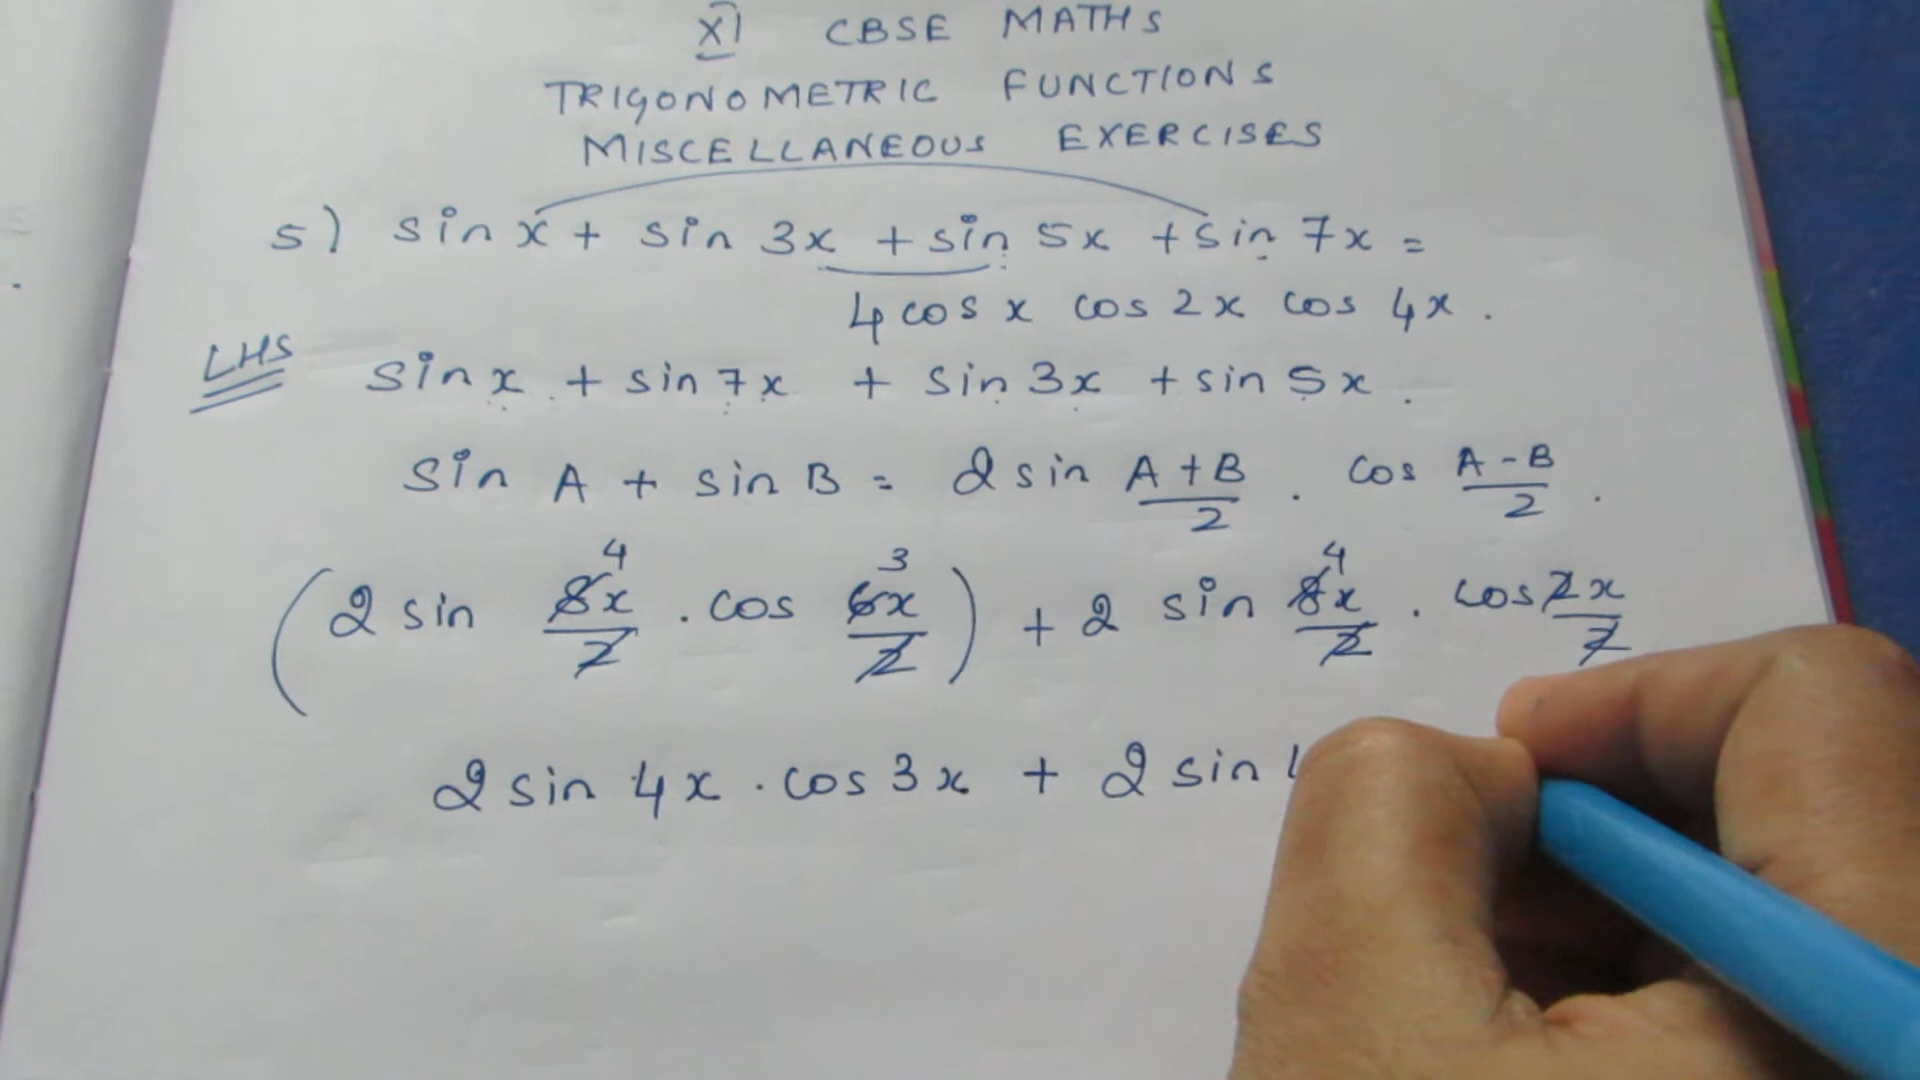 XI CBSE MATHS
TRIGONOMETRIC FUNCTIONS
MISCELLANEOUS EXERCISES
5) sin x + sin 3x + sin 5x + sin 7x =
4 cos x cos 2x cos 4x .
LHS sin x + sin 7x + sin 3x + sin 5x .
sin A + sin B = 2 sin (A + B)/2 . cos (A - B)/2 .
4 3 4
(2 sin 8x/2 . cos 6x/2) + 2 sin 8x/2 . cos 2x/2
2 sin 4x . cos 3x + 2 sin